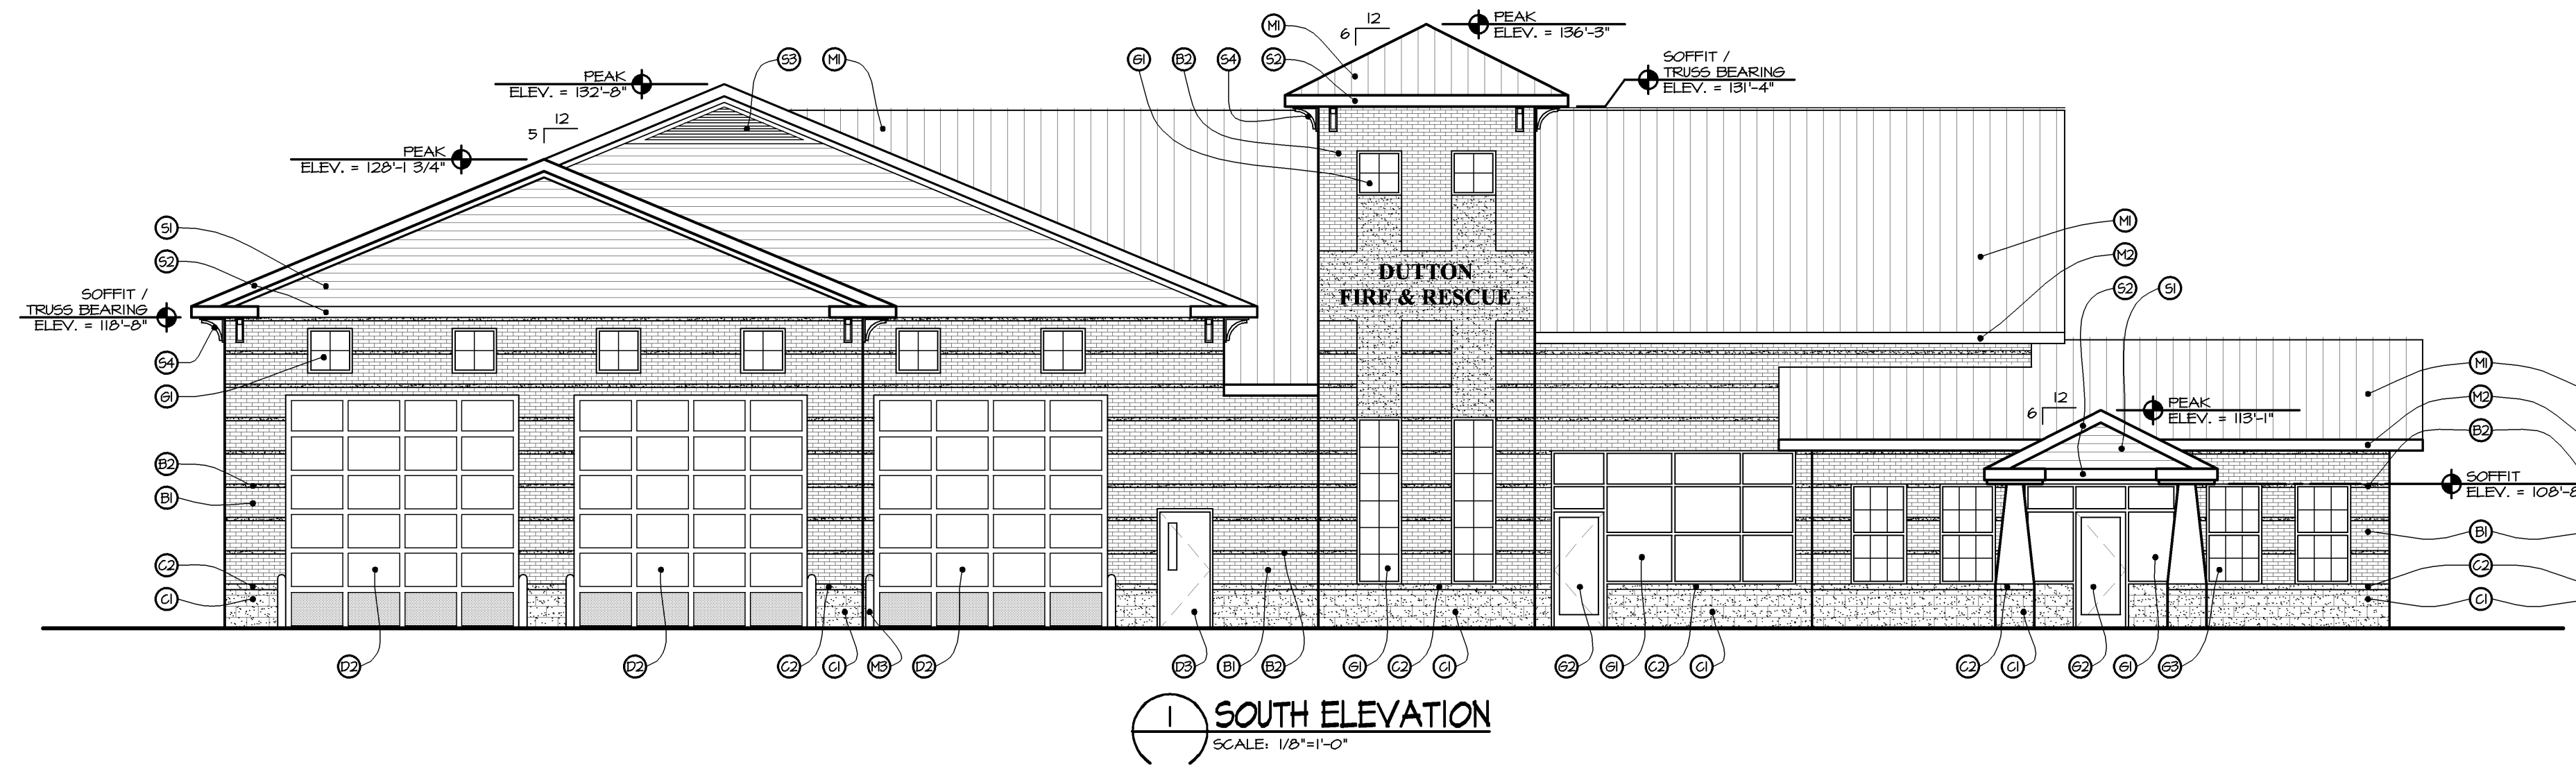 M1
12
6
PEAK
ELEV. = 136'-3"
S3
M1
G1
B2
S4
S2
SOFFIT /
TRUSS BEARING
ELEV. = 131'-4"
PEAK
ELEV. = 132'-8"
12
5
PEAK
ELEV. = 128'-1 3/4"
S1
S2
SOFFIT /
TRUSS BEARING
ELEV. = 118'-8"
S4
G1
B2
B1
C2
C1
DUTTON
FIRE & RESCUE
M1
M2
S2
S1
12
6
PEAK
ELEV. = 113'-1"
M1
M2
B2
SOFFIT
ELEV. = 108'-8
B1
C2
C1
D2
D2
C2
C1
M3
D2
D3
B1
B2
G1
C2
C1
G2
G1
C2
C1
C2
C1
G2
G1
G3
1
SOUTH ELEVATION
SCALE: 1/8"=1'-0"